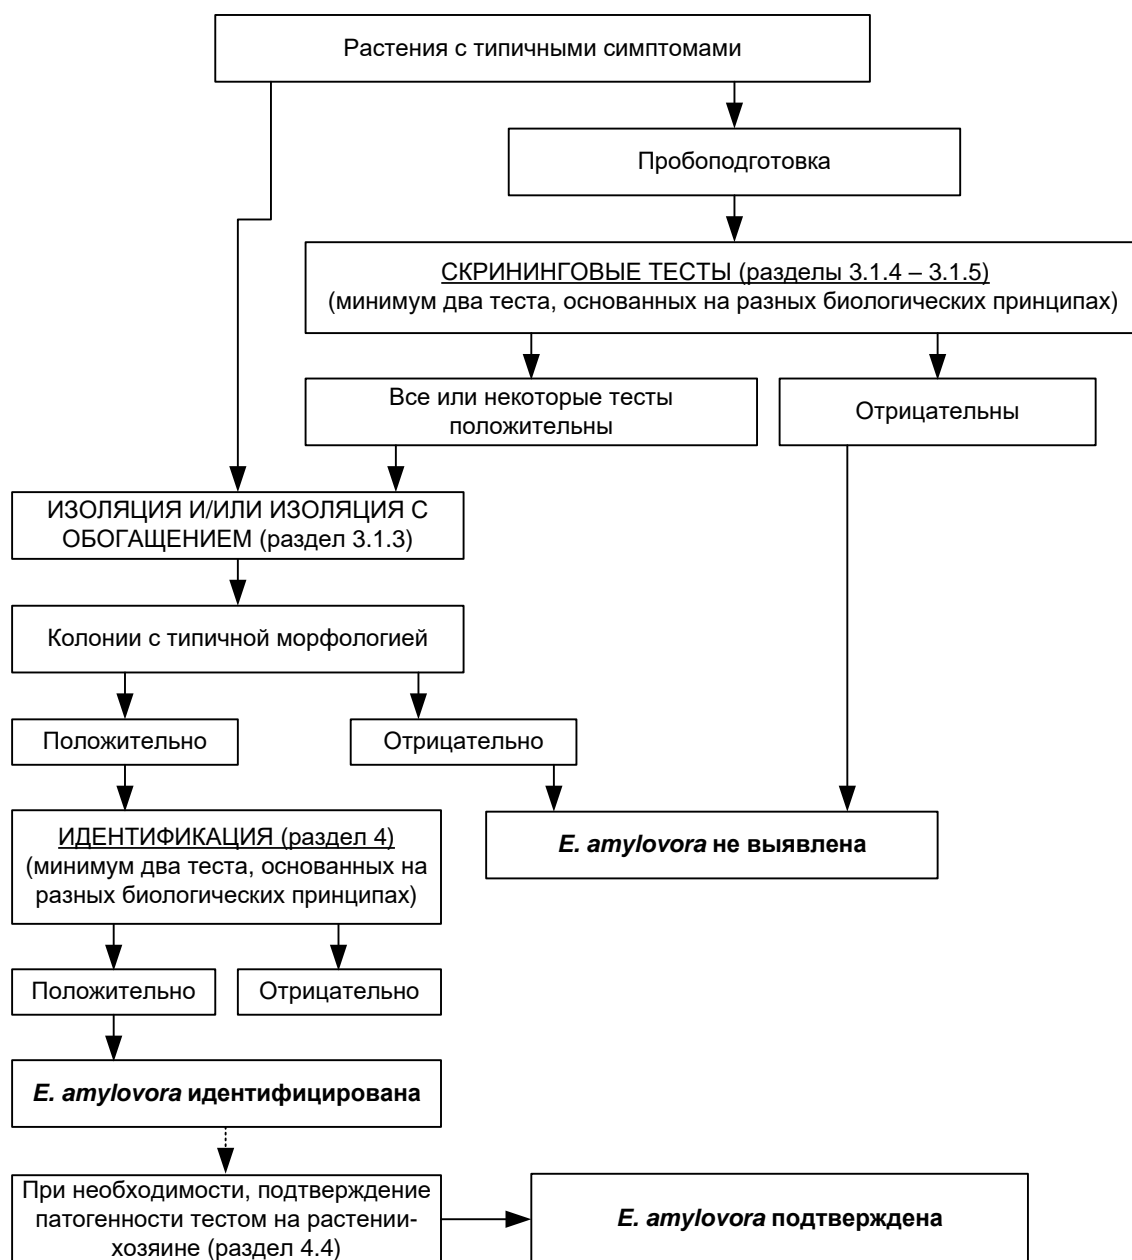 Растения с типичными симптомами
Пробоподготовка
СКРИНИНГОВЫЕ ТЕСТЫ (разделы 3.1.4 – 3.1.5)
(минимум два теста, основанных на разных биологических принципах)
Все или некоторые тесты
положительны
Отрицательны
ИЗОЛЯЦИЯ И/ИЛИ ИЗОЛЯЦИЯ С
ОБОГАЩЕНИЕМ (раздел 3.1.3)
Колонии с типичной морфологией
Положительно
Отрицательно
ИДЕНТИФИКАЦИЯ (раздел 4)
(минимум два теста, основанных на
разных биологических принципах)
E. amylovora не выявлена
Положительно
Отрицательно
E. amylovora идентифицирована
При необходимости, подтверждение
патогенности тестом на растении-
хозяине (раздел 4.4)
E. amylovora подтверждена